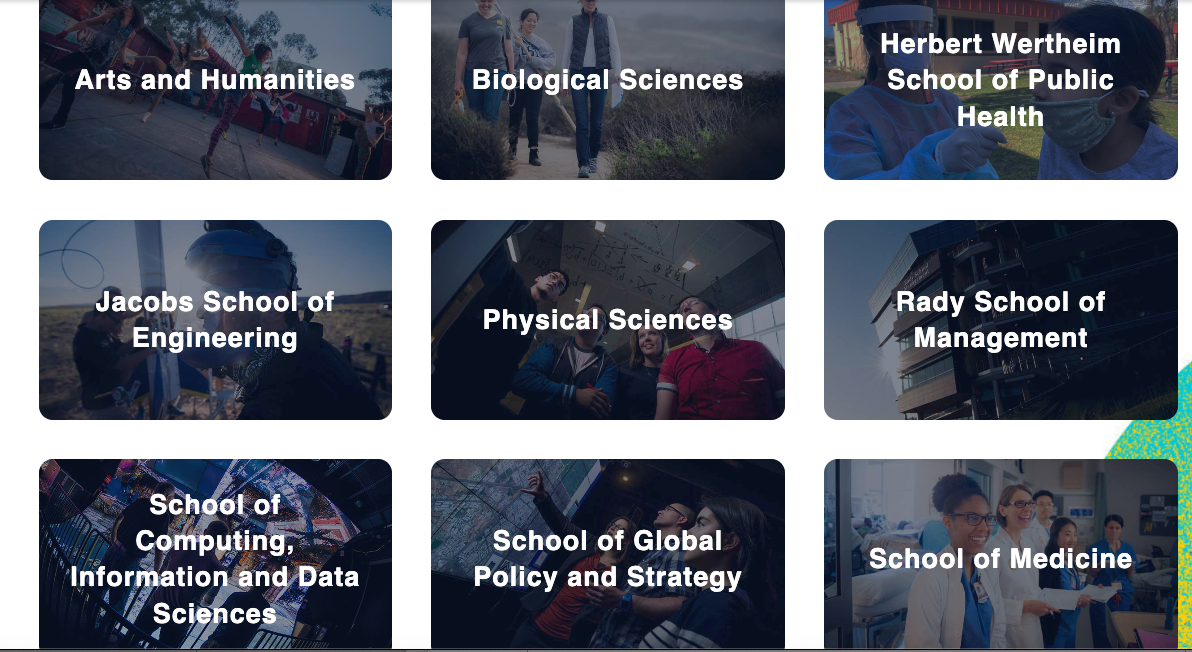 Arts and Humanities
Biological Sciences
Herbert Wertheim
School of Public
Health
Jacobs School of
Engineering
Physical Sciences
Rady School of
Management
School of
Computing,
Information and Data
Sciences
School of Global
Policy and Strategy
School of Medicine